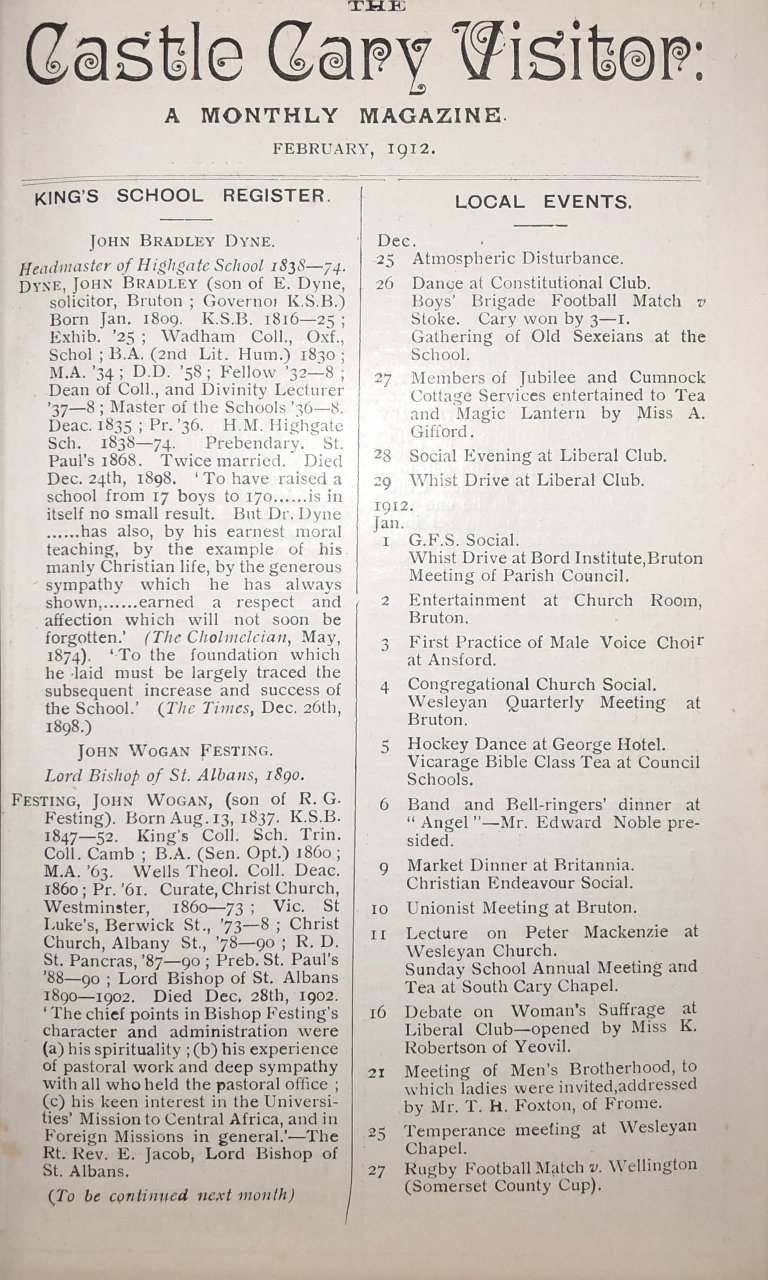 THE
Castle Cary Visitor:
A MONTHLY MAGAZINE.
FEBRUARY, 1912.
KING'S SCHOOL REGISTER.
JOHN BRADLEY DYNE.
Headmaster of Highgate School 1838—74.
DYNE, JOHN BRADLEY (son of E. Dyne,
solicitor, Bruton ; Governor K.S.B.)
Born Jan. 1809. K.S.B. 1816—25 ;
Exhib. '25 ; Wadham Coll., Oxf.,
Schol ; B.A. (2nd Lit. Hum.) 1830 ;
M.A. '34 ; D.D. '58 ; Fellow '32—8 ;
Dean of Coll., and Divinity Lecturer
'37—8 ; Master of the Schools '36—8.
Deac. 1835 ; Pr. '36. H.M. Highgate
Sch. 1838—74. Prebendary. St.
Paul's 1868. Twice married. Died
Dec. 24th, 1898. 'To have raised a
school from 17 boys to 170......is in
itself no small result. But Dr. Dyne
......has also, by his earnest moral
teaching, by the example of his
manly Christian life, by the generous
sympathy which he has always
shown,......earned a respect and
affection which will not soon be
forgotten.' (The Cholmeleian, May,
1874). 'To the foundation which
he laid must be largely traced the
subsequent increase and success of
the School.' (The Times, Dec. 26th,
1898.)
JOHN WOGAN FESTING.
Lord Bishop of St. Albans, 1890.
FESTING, JOHN WOGAN, (son of R. G.
Festing). Born Aug. 13, 1837. K.S.B.
1847—52. King's Coll. Sch. Trin.
Coll. Camb ; B.A. (Sen. Opt.) 1860 ;
M.A. '63. Wells Theol. Coll. Deac.
1860 ; Pr. '61. Curate, Christ Church,
Westminster, 1860—73 ; Vic. St
Luke's, Berwick St., '73—8 ; Christ
Church, Albany St., '78—90 ; R. D.
St. Pancras, '87—90 ; Preb. St. Paul's
'88—90 ; Lord Bishop of St. Albans
1890—1902. Died Dec. 28th, 1902.
'The chief points in Bishop Festing's
character and administration were
(a) his spirituality ; (b) his experience
of pastoral work and deep sympathy
with all who held the pastoral office ;
(c) his keen interest in the Universi-
ties' Mission to Central Africa, and in
Foreign Missions in general.'—The
Rt. Rev. E. Jacob, Lord Bishop of
St. Albans.
(To be continued next month)
LOCAL EVENTS.
Dec.
25 Atmospheric Disturbance.
26 Dance at Constitutional Club.
Boys' Brigade Football Match v
Stoke. Cary won by 3—1.
Gathering of Old Sexeians at the
School.
27 Members of Jubilee and Cumnock
Cottage Services entertained to Tea
and Magic Lantern by Miss A.
Gifford.
28 Social Evening at Liberal Club.
29 Whist Drive at Liberal Club.
1912.
Jan.
1 G.F.S. Social.
Whist Drive at Bord Institute,Bruton
Meeting of Parish Council.
2 Entertainment at Church Room,
Bruton.
3 First Practice of Male Voice Choir
at Ansford.
4 Congregational Church Social.
Wesleyan Quarterly Meeting at
Bruton.
5 Hockey Dance at George Hotel.
Vicarage Bible Class Tea at Council
Schools.
6 Band and Bell-ringers' dinner at
" Angel "—Mr. Edward Noble pre-
sided.
9 Market Dinner at Britannia.
Christian Endeavour Social.
10 Unionist Meeting at Bruton.
11 Lecture on Peter Mackenzie at
Wesleyan Church.
Sunday School Annual Meeting and
Tea at South Cary Chapel.
16 Debate on Woman's Suffrage at
Liberal Club—opened by Miss K.
Robertson of Yeovil.
21 Meeting of Men's Brotherhood, to
which ladies were invited,addressed
by Mr. T. H. Foxton, of Frome.
25 Temperance meeting at Wesleyan
Chapel.
27 Rugby Football Match v. Wellington
(Somerset County Cup).